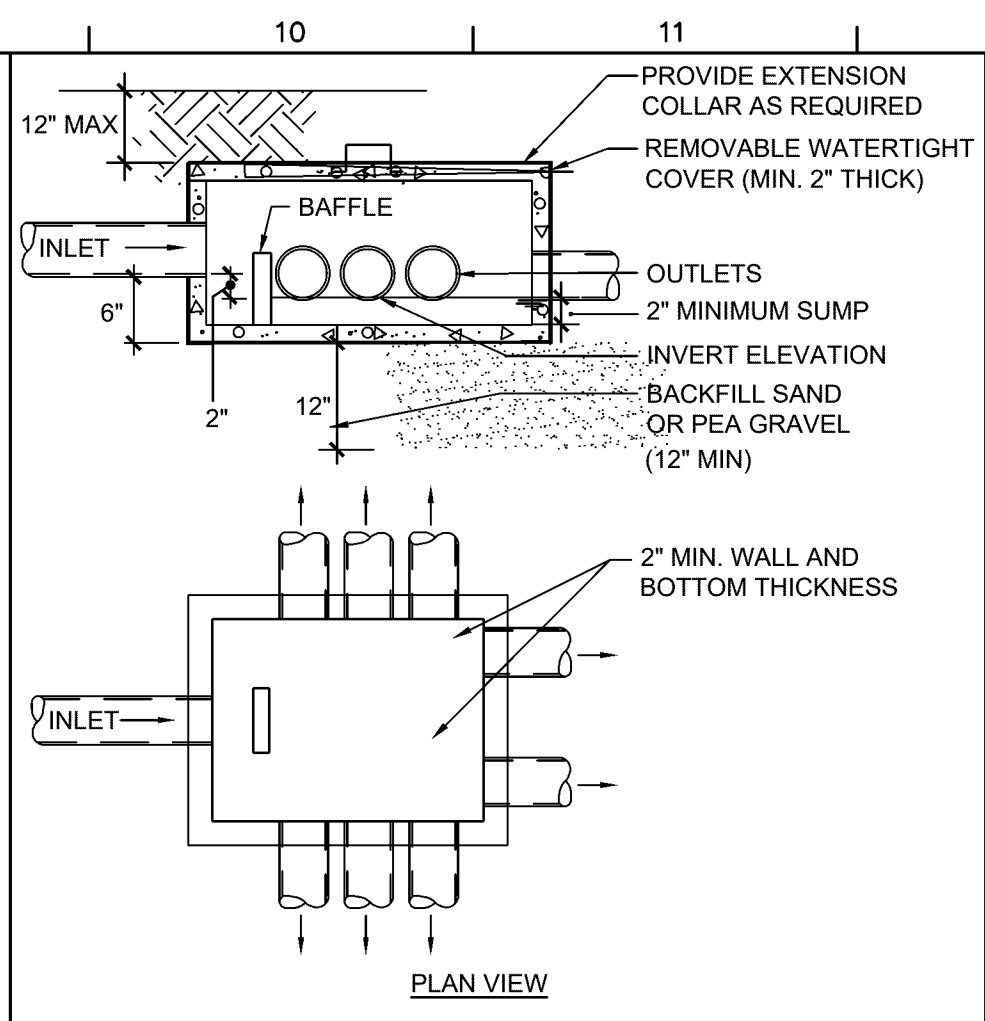 10
11
PROVIDE EXTENSION
COLLAR AS REQUIRED
12" MAX
REMOVABLE WATERTIGHT
COVER (MIN. 2" THICK)
BAFFLE
INLET
OUTLETS
6"
2" MINIMUM SUMP
INVERT ELEVATION
2"
12"
BACKFILL SAND
OR PEA GRAVEL
(12" MIN)
2" MIN. WALL AND
BOTTOM THICKNESS
INLET
PLAN VIEW